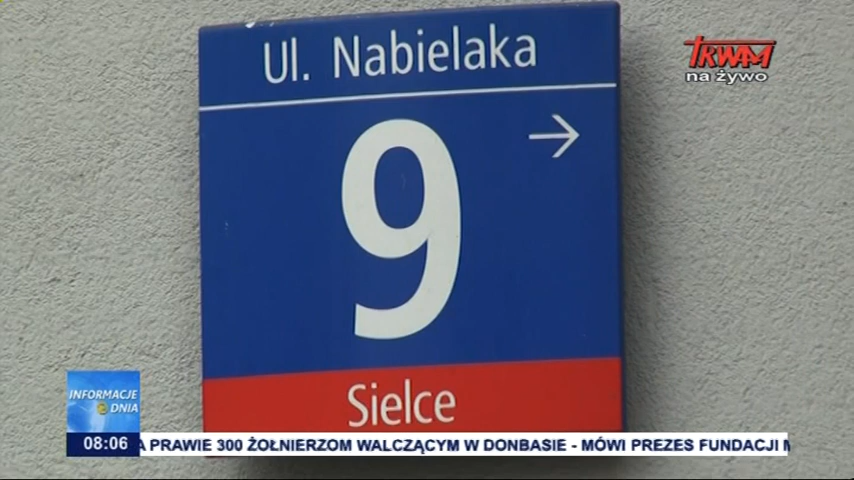 Ul. Nabielaka
TRWAM
na żywo
9
Sielce
INFORMACJE
DNIA
08:06
A PRAWIE 300 ŻOŁNIERZOM WALCZĄCYM W DONBASIE - MÓWI PREZES FUNDACJI